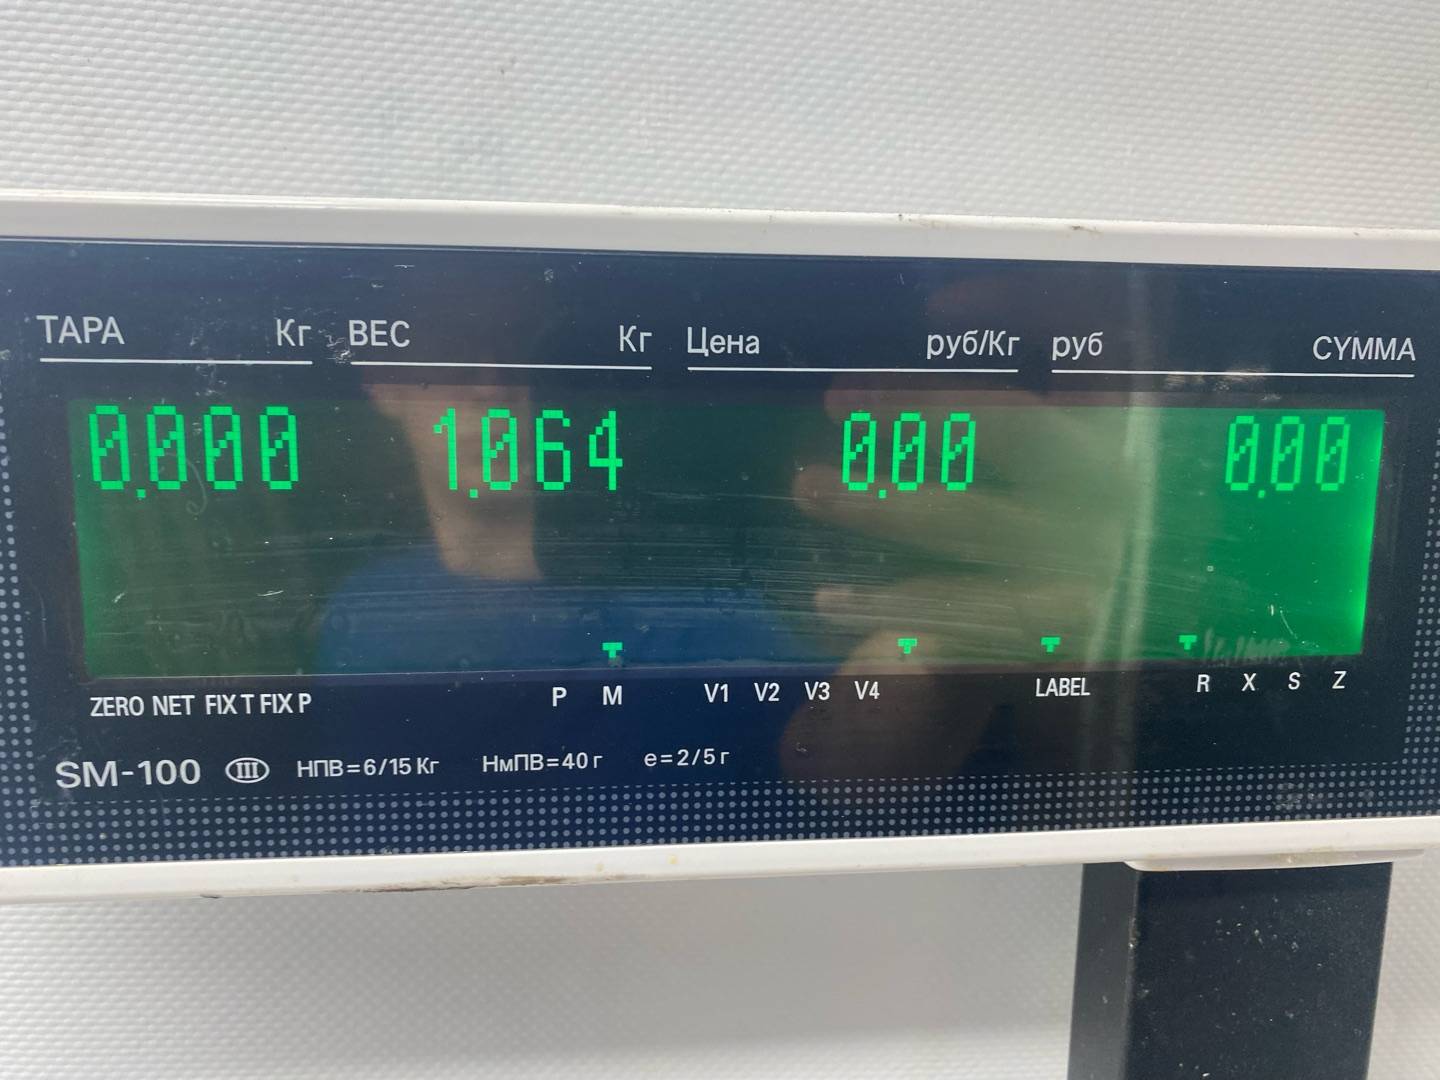 ТАРА Кг ВЕС Кг Цена руб/Кг руб СУММА
0.000 1.064 0.00 0.00
ZERO NET FIX T FIX P P M V1 V2 V3 V4 LABEL R X S Z
SM-100 III НПВ=6/15 Кг НмПВ=40 г e=2/5 г